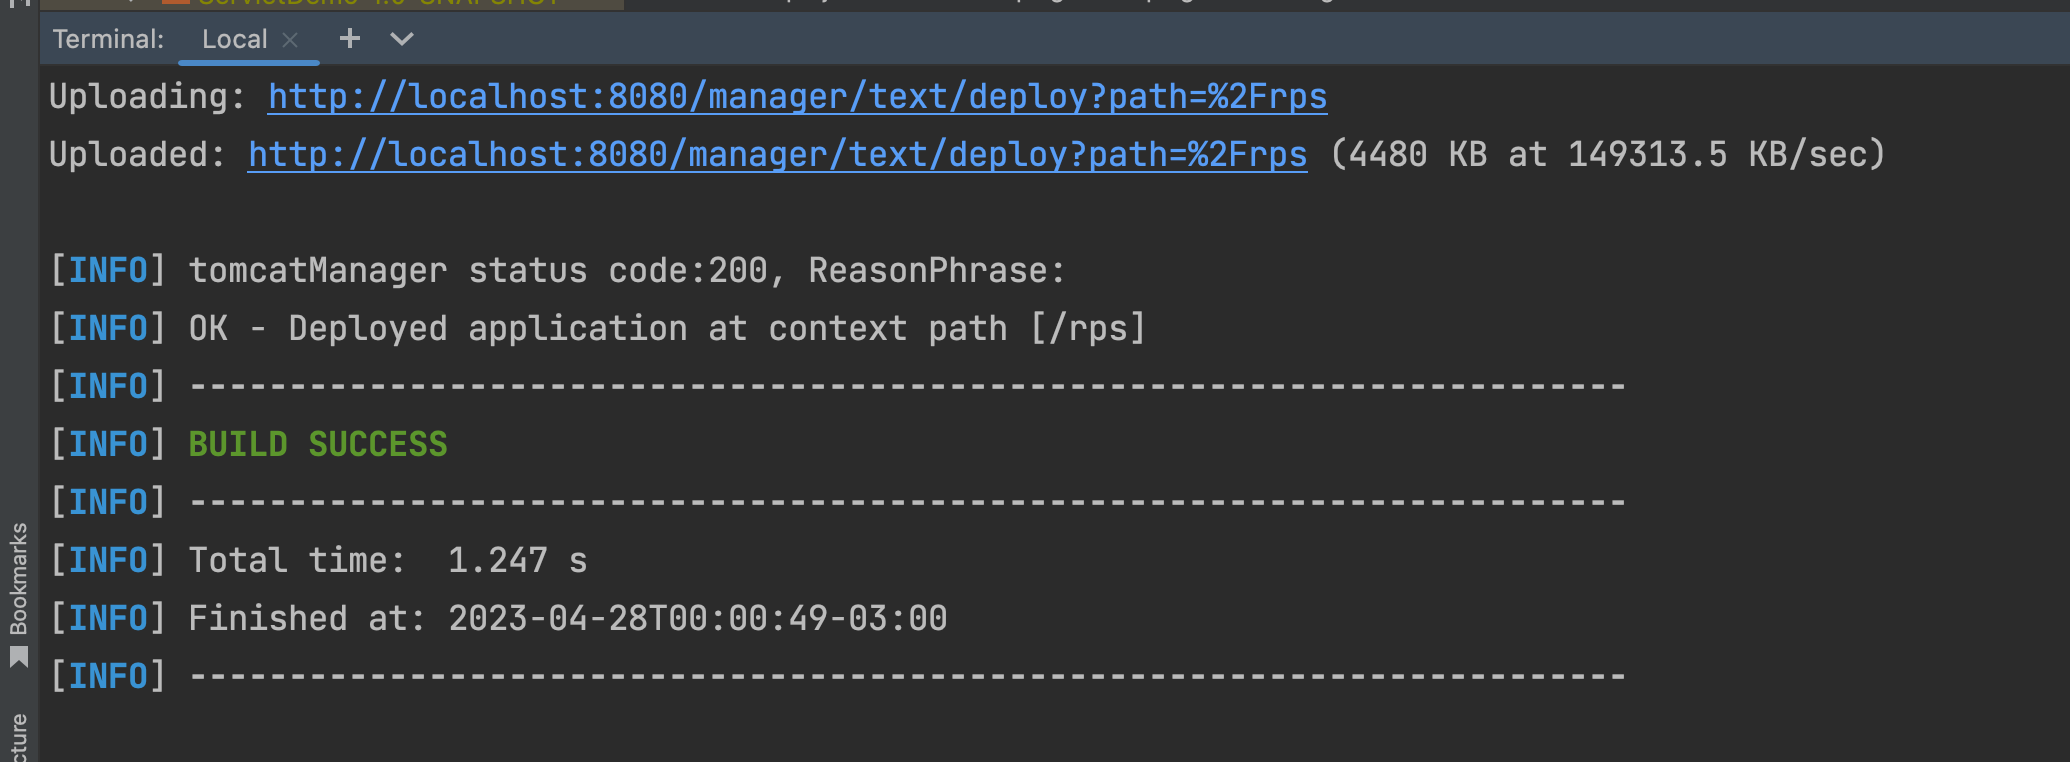 Terminal: Local
Uploading: http://localhost:8080/manager/text/deploy?path=%2Frps
Uploaded: http://localhost:8080/manager/text/deploy?path=%2Frps (4480 KB at 149313.5 KB/sec)
[INFO] tomcatManager status code:200, ReasonPhrase:
[INFO] OK - Deployed application at context path [/rps]
[INFO] ------------------------------------------------------------------------
[INFO] BUILD SUCCESS
[INFO] ------------------------------------------------------------------------
[INFO] Total time:  1.247 s
[INFO] Finished at: 2023-04-28T00:00:49-03:00
[INFO] ------------------------------------------------------------------------
Bookmarks